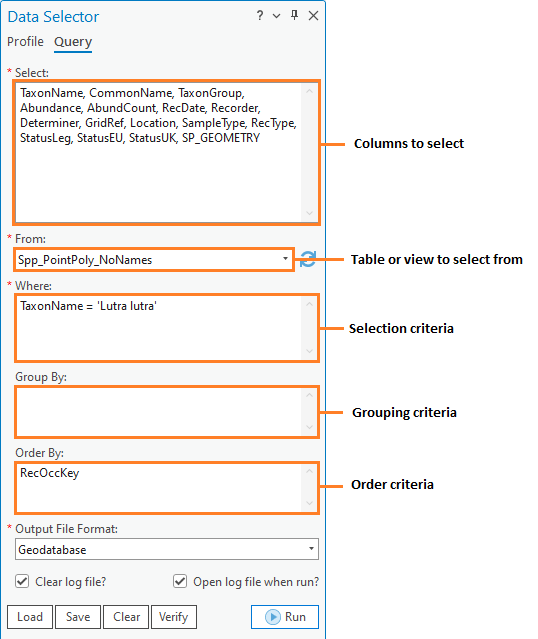 Data Selector
Profile Query
* Select:
TaxonName, CommonName, TaxonGroup,
Abundance, AbundCount, RecDate, Recorder,
Determiner, GridRef, Location, SampleType, RecType,
StatusLeg, StatusEU, StatusUK, SP_GEOMETRY
Columns to select
* From:
Spp_PointPoly_NoNames
Table or view to select from
* Where:
TaxonName = 'Lutra lutra'
Selection criteria
Group By:
Grouping criteria
Order By:
RecOccKey
Order criteria
* Output File Format:
Geodatabase
Clear log file? Open log file when run?
Load Save Clear Verify Run